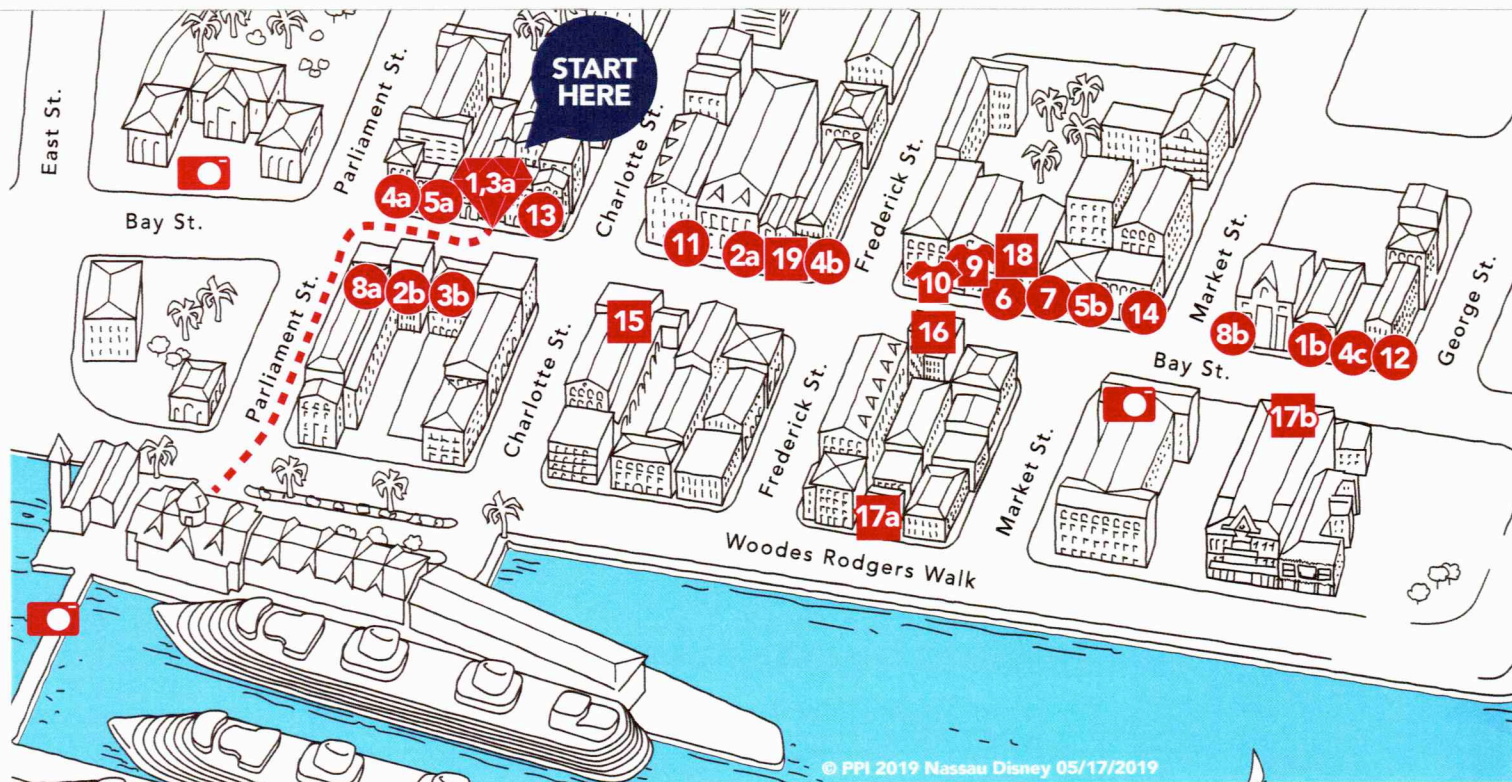 START
HERE
East St.
Parliament St.
Charlotte St.
Frederick St.
Market St.
George St.
Bay St.
4a
5a
1,3a
13
11
2a
19
4b
10
9
18
6
7
5b
14
8b
1b
4c
12
Bay St.
Parliament St.
8a
2b
3b
Charlotte St.
15
Frederick St.
16
17a
Market St.
17b
Woodes Rodgers Walk
© PPI 2019 Nassau Disney 05/17/2019